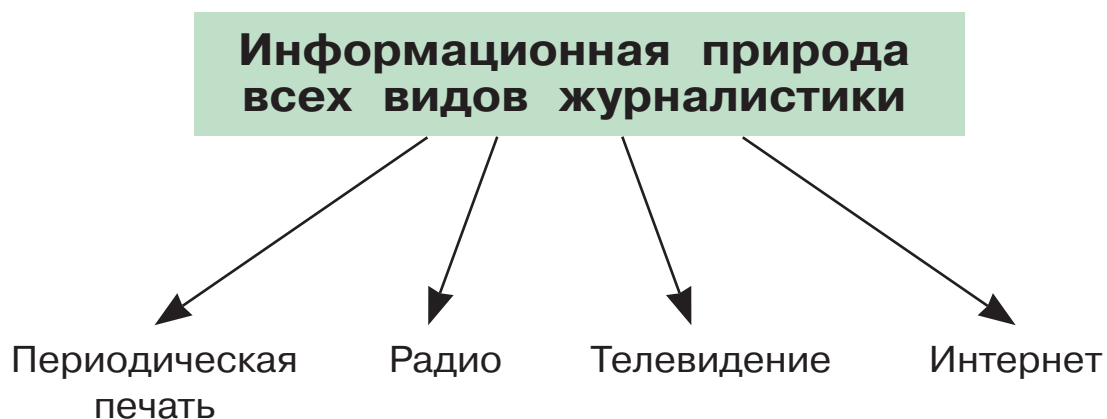 Информационная природа
всех видов журналистики
Периодическая
печать
Радио
Телевидение
Интернет